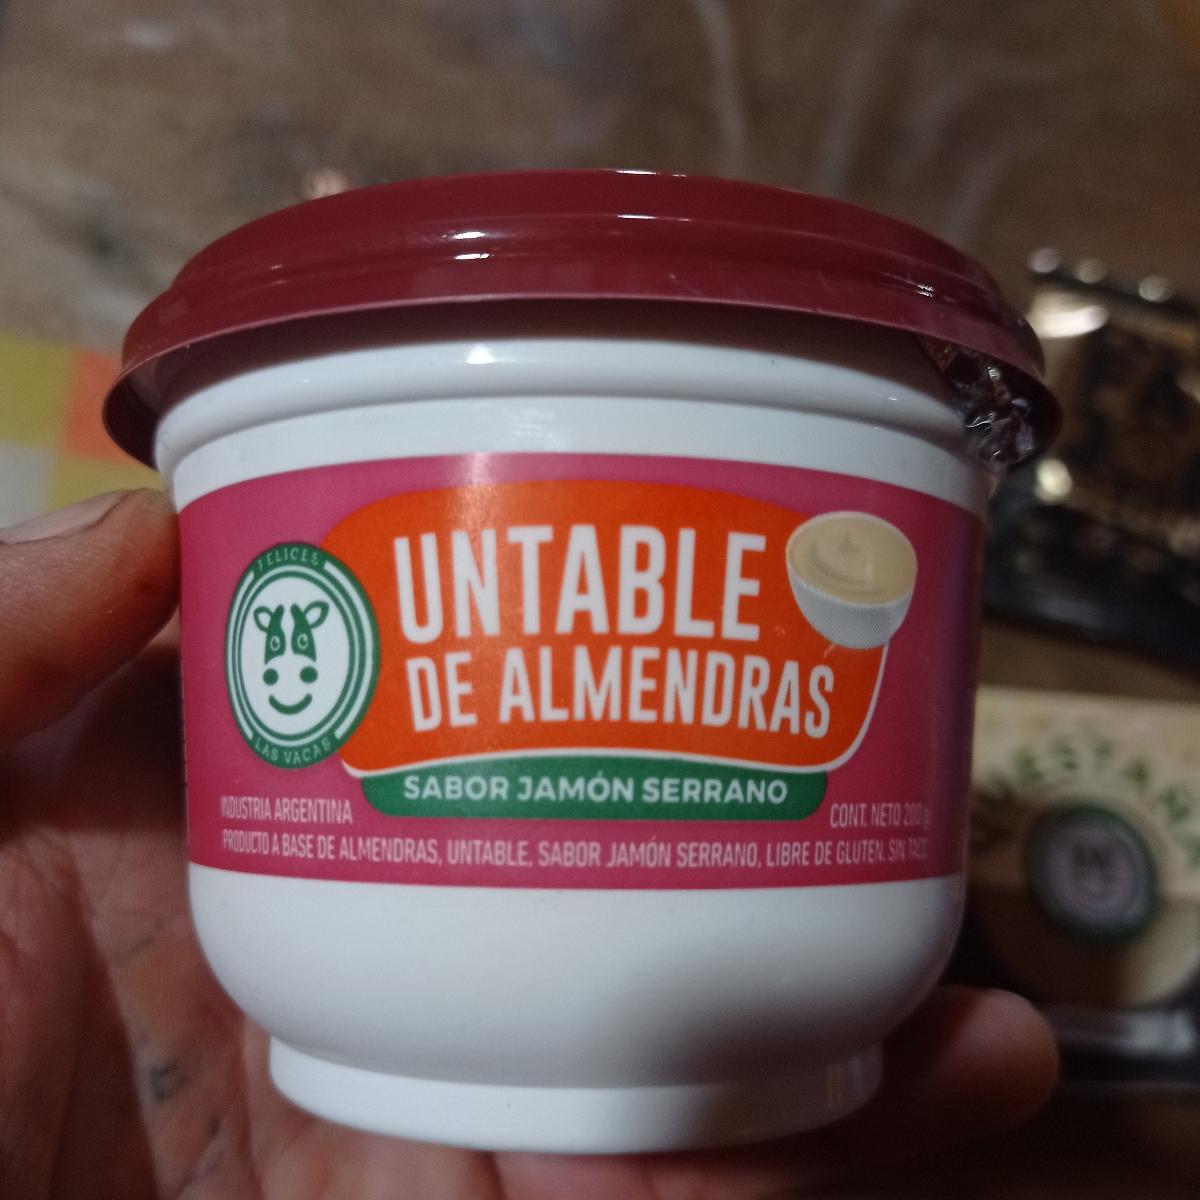 UNTABLE
DE ALMENDRAS
FELICES
LAS VACAS
SABOR JAMÓN SERRANO
INDUSTRIA ARGENTINA
CONT. NETO 200 g
PRODUCTO A BASE DE ALMENDRAS, UNTABLE, SABOR JAMÓN SERRANO, LIBRE DE GLUTEN, SIN TACC.